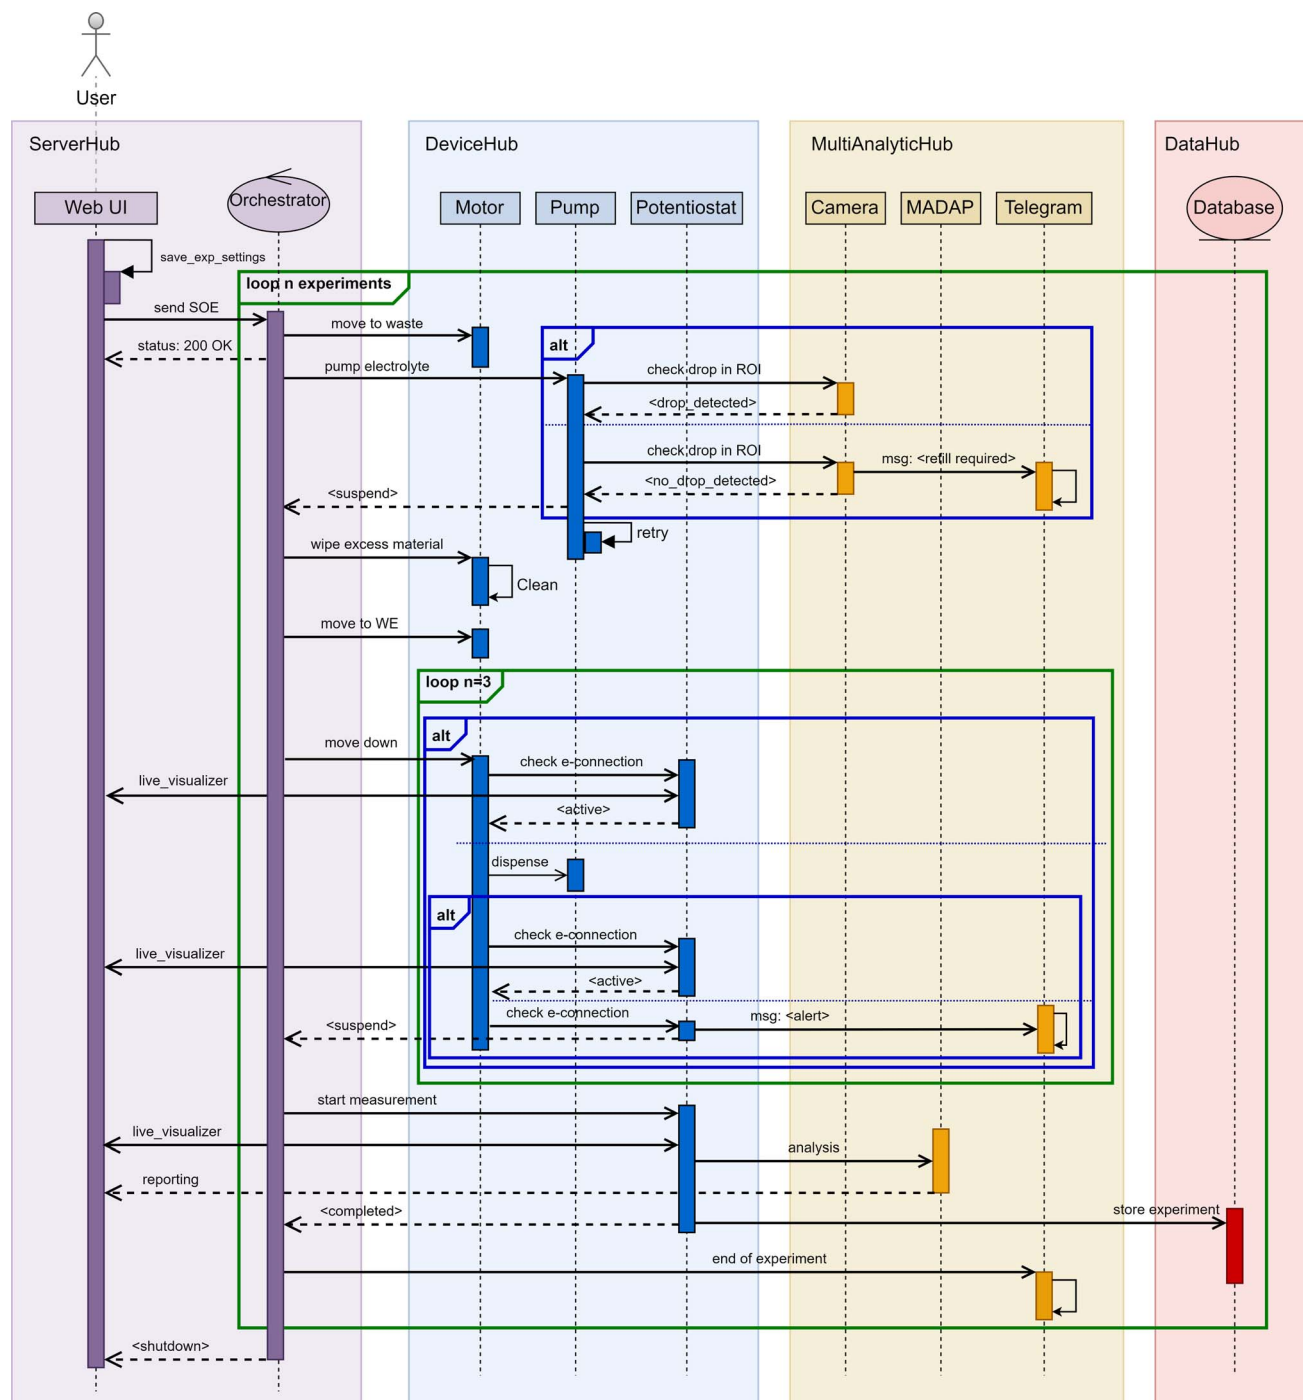 User
ServerHub
DeviceHub
MultiAnalyticHub
DataHub
Web UI
Orchestrator
Motor
Pump
Potentiostat
Camera
MADAP
Telegram
Database
save_exp_settings
loop n experiments
send SOE
move to waste
status: 200 OK
alt
pump electrolyte
check drop in ROI
<drop_detected>
check drop in ROI
msg: <refill required>
<no_drop_detected>
<suspend>
retry
wipe excess material
Clean
move to WE
loop n=3
alt
move down
check e-connection
live_visualizer
<active>
dispense
alt
check e-connection
live_visualizer
<active>
check e-connection
msg: <alert>
<suspend>
start measurement
live_visualizer
analysis
reporting
<completed>
store experiment
end of experiment
<shutdown>